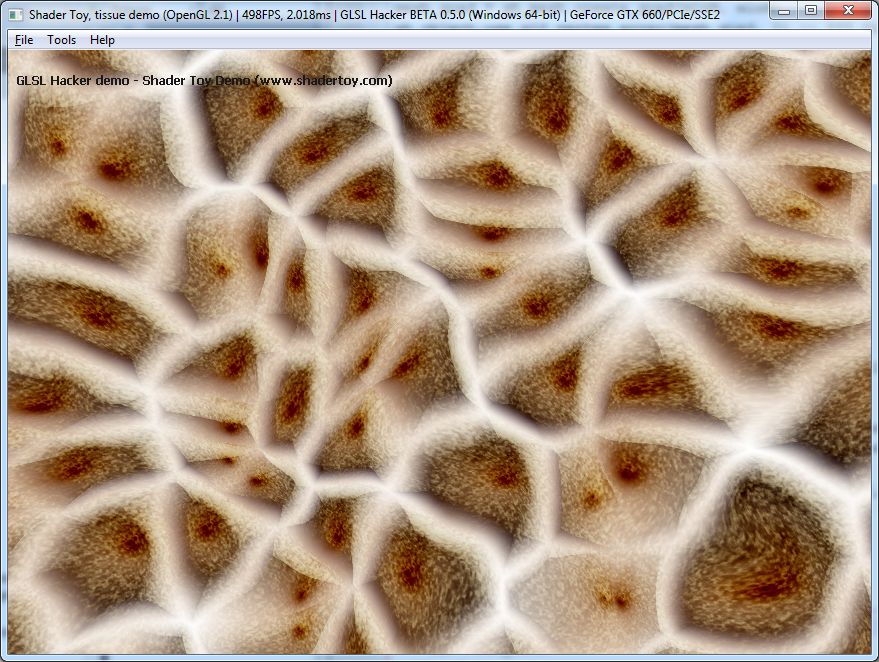 Shader Toy, tissue demo (OpenGL 2.1) | 498FPS, 2.018ms | GLSL Hacker BETA 0.5.0 (Windows 64-bit) | GeForce GTX 660/PCIe/SSE2
File Tools Help
GLSL Hacker demo - Shader Toy Demo (www.shadertoy.com)